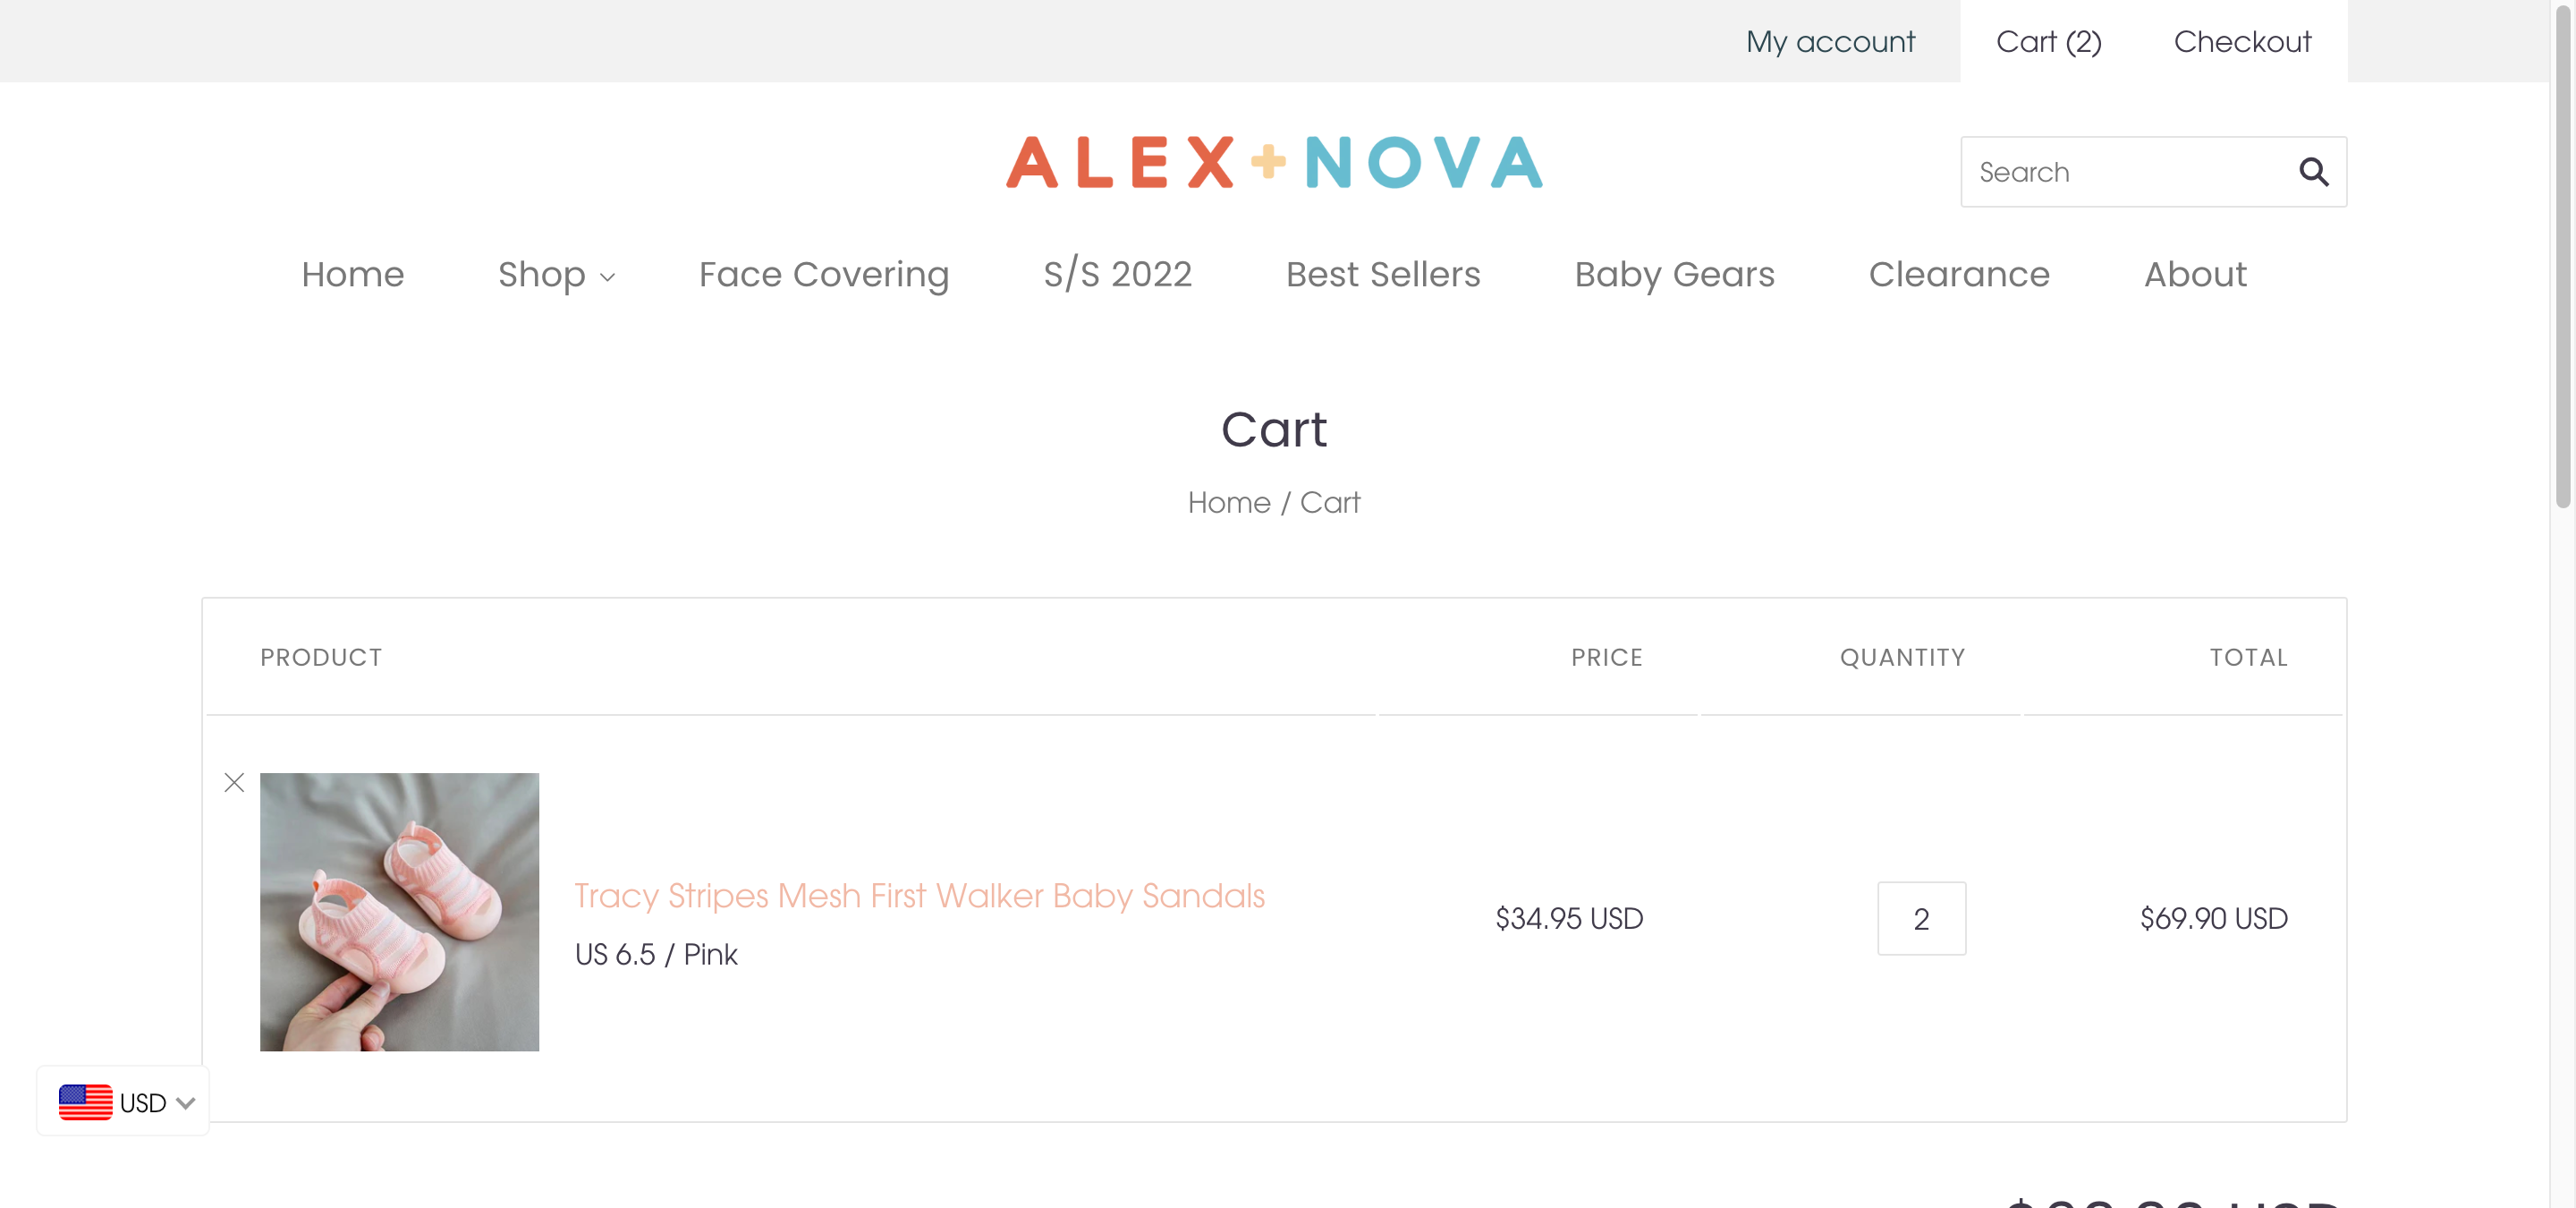 My account
Cart (2)
Checkout
ALEX+NOVA
Search
Home
Shop
Face Covering
S/S 2022
Best Sellers
Baby Gears
Clearance
About
Cart
Home / Cart
PRODUCT
PRICE
QUANTITY
TOTAL
Tracy Stripes Mesh First Walker Baby Sandals
US 6.5 / Pink
$34.95 USD
2
$69.90 USD
USD